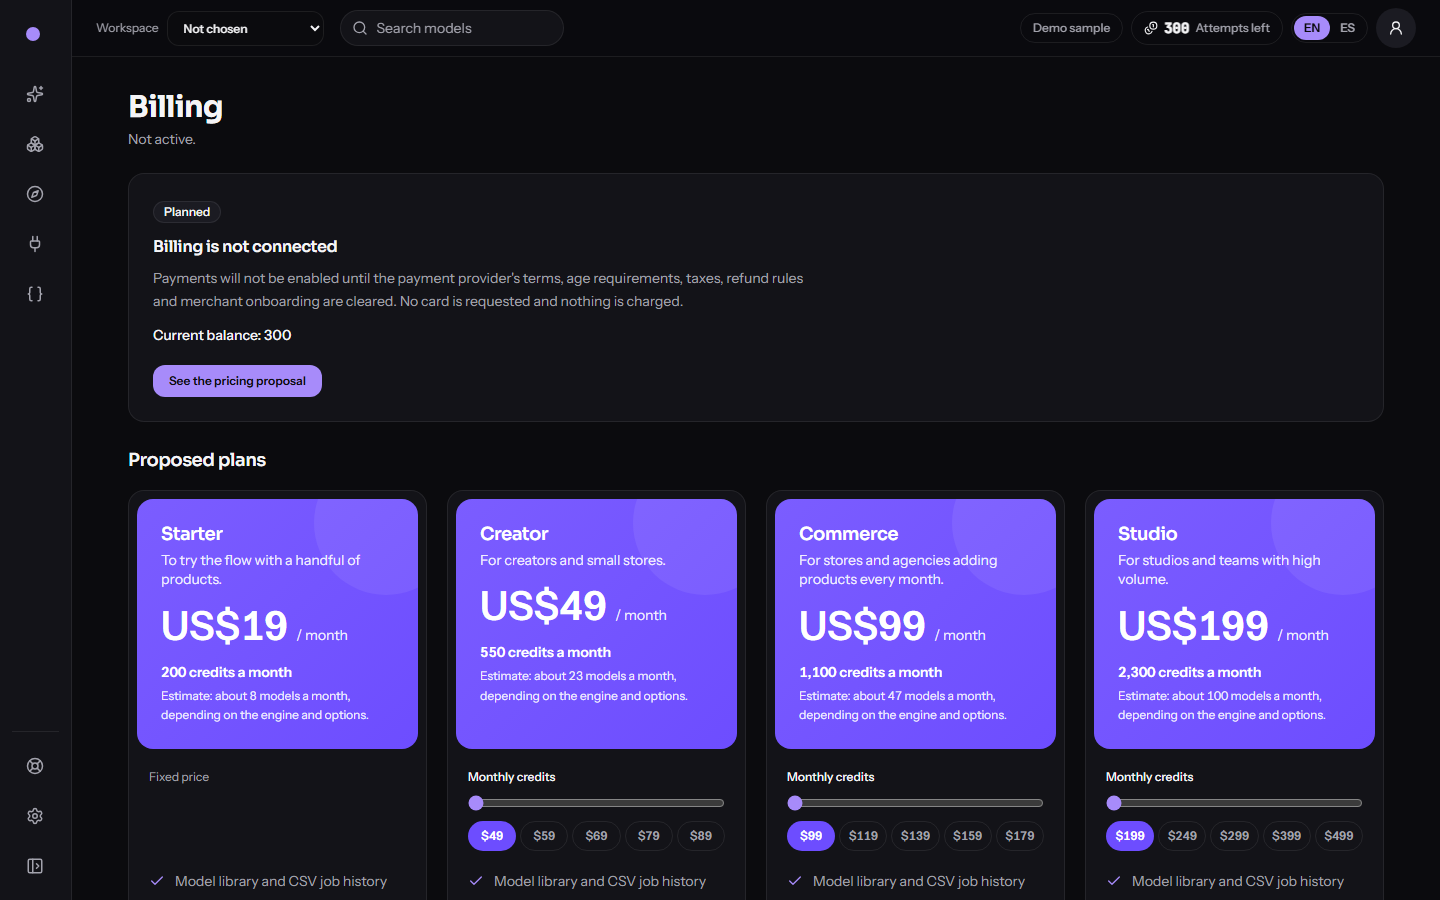 Workspace
Not chosen
Search models
Demo sample
300 Attempts left
EN
ES
Billing
Not active.
Planned
Billing is not connected
Payments will not be enabled until the payment provider's terms, age requirements, taxes, refund rules
and merchant onboarding are cleared. No card is requested and nothing is charged.
Current balance: 300
See the pricing proposal
Proposed plans
Starter
To try the flow with a handful of
products.
US$19 / month
200 credits a month
Estimate: about 8 models a month,
depending on the engine and options.
Fixed price
Model library and CSV job history
Creator
For creators and small stores.
US$49 / month
550 credits a month
Estimate: about 23 models a month,
depending on the engine and options.
Monthly credits
$49 $59 $69 $79 $89
Model library and CSV job history
Commerce
For stores and agencies adding
products every month.
US$99 / month
1,100 credits a month
Estimate: about 47 models a month,
depending on the engine and options.
Monthly credits
$99 $119 $139 $159 $179
Model library and CSV job history
Studio
For studios and teams with high
volume.
US$199 / month
2,300 credits a month
Estimate: about 100 models a month,
depending on the engine and options.
Monthly credits
$199 $249 $299 $399 $499
Model library and CSV job history